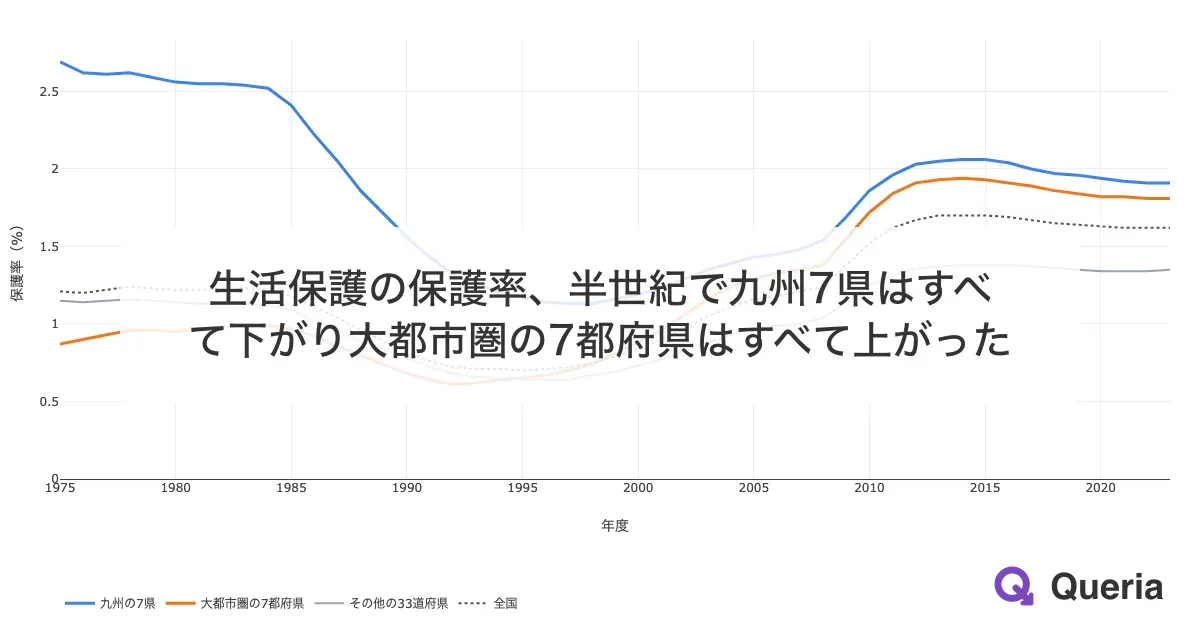 2.5
2
1.5
1
0.5
0
保護率 (%)
生活保護の保護率、半世紀で九州7県はすべ
て下がり大都市圏の7都府県はすべて上がった
1975 1980 1985 1990 1995 2000 2005 2010 2015 2020
年度
九州の7県 大都市圏の7都府県 その他の33道府県 全国
Queria